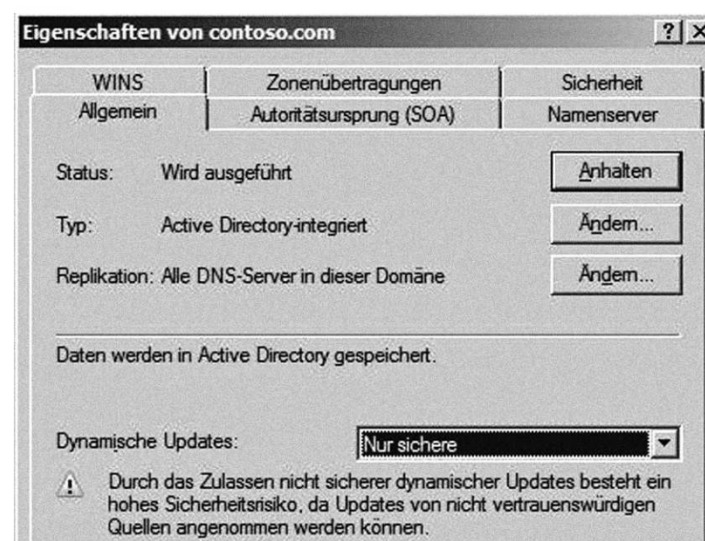 Eigenschaften von contoso.com
WINS Zonenübertragungen Sicherheit
Allgemein Autoritätsursprung (SOA) Namenserver
Status: Wird ausgeführt Anhalten
Typ: Active Directory-integriert Ändern...
Replikation: Alle DNS-Server in dieser Domäne Ändern...
Daten werden in Active Directory gespeichert.
Dynamische Updates: Nur sichere
Durch das Zulassen nicht sicherer dynamischer Updates besteht ein
hohes Sicherheitsrisiko, da Updates von nicht vertrauenswürdigen
Quellen angenommen werden können.